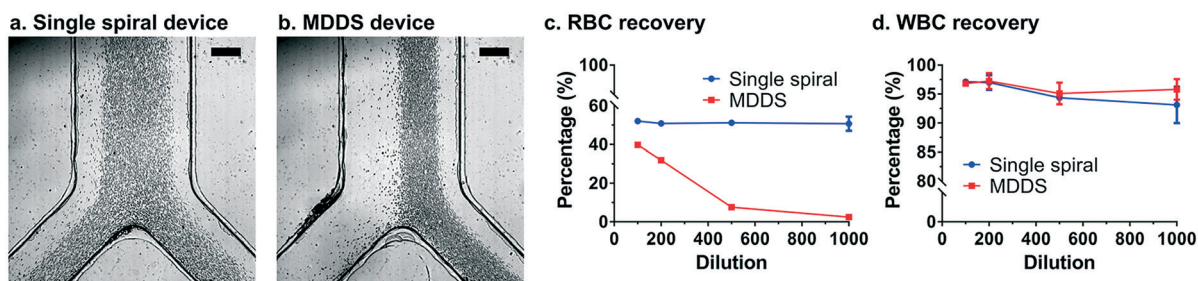 a. Single spiral device
b. MDDS device
c. RBC recovery
Percentage (%)
100
60
40
20
0
Single spiral
MDDS
0 200 400 600 800 1000
Dilution
d. WBC recovery
Percentage (%)
100
95
90
85
80
0
Single spiral
MDDS
0 200 400 600 800 1000
Dilution